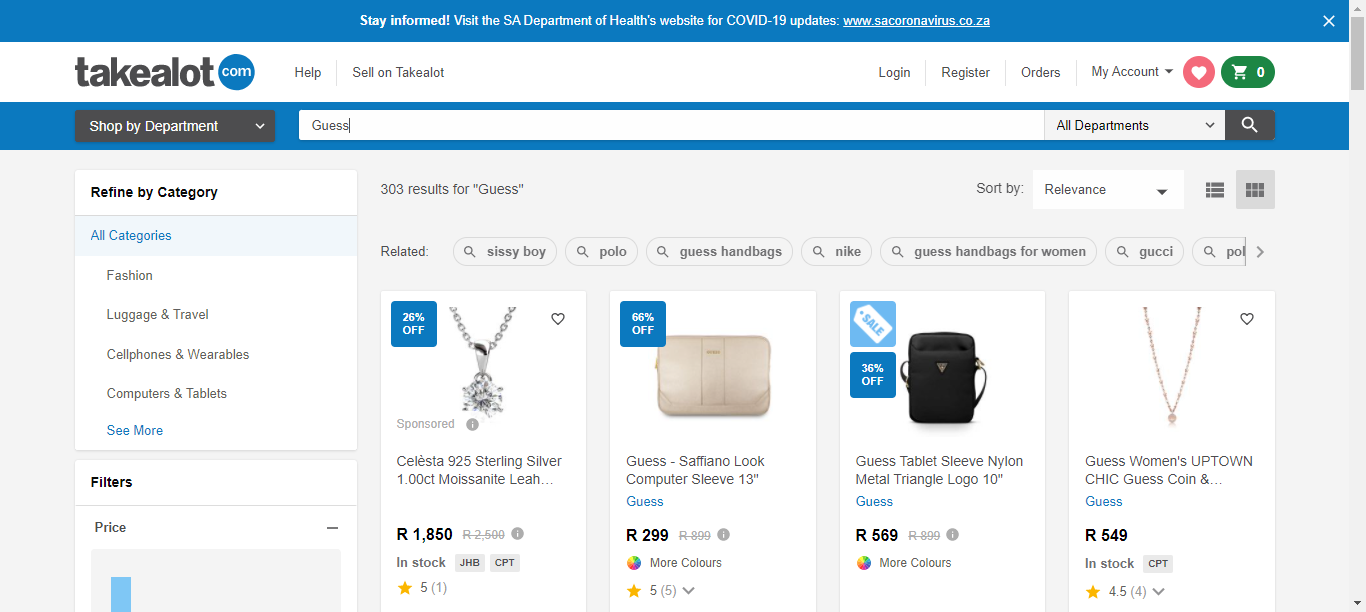 Stay informed! Visit the SA Department of Health's website for COVID-19 updates: www.sacoronavirus.co.za
takealot com
Help
Sell on Takealot
Login
Register
Orders
My Account
0
Shop by Department
Guess
All Departments
Refine by Category
All Categories
Fashion
Luggage & Travel
Cellphones & Wearables
Computers & Tablets
See More
Filters
Price
303 results for "Guess"
Sort by:
Relevance
Related:
sissy boy
polo
guess handbags
nike
guess handbags for women
gucci
pol
26%
OFF
Sponsored
Celèsta 925 Sterling Silver
1.00ct Moissanite Leah…
R 1,850 R 2,500
In stock JHB CPT
5 (1)
66%
OFF
Guess - Saffiano Look
Computer Sleeve 13"
Guess
R 299 R 899
More Colours
5 (5)
SALE
36%
OFF
Guess Tablet Sleeve Nylon
Metal Triangle Logo 10"
Guess
R 569 R 899
More Colours
Guess Women's UPTOWN
CHIC Guess Coin &…
Guess
R 549
In stock CPT
4.5 (4)